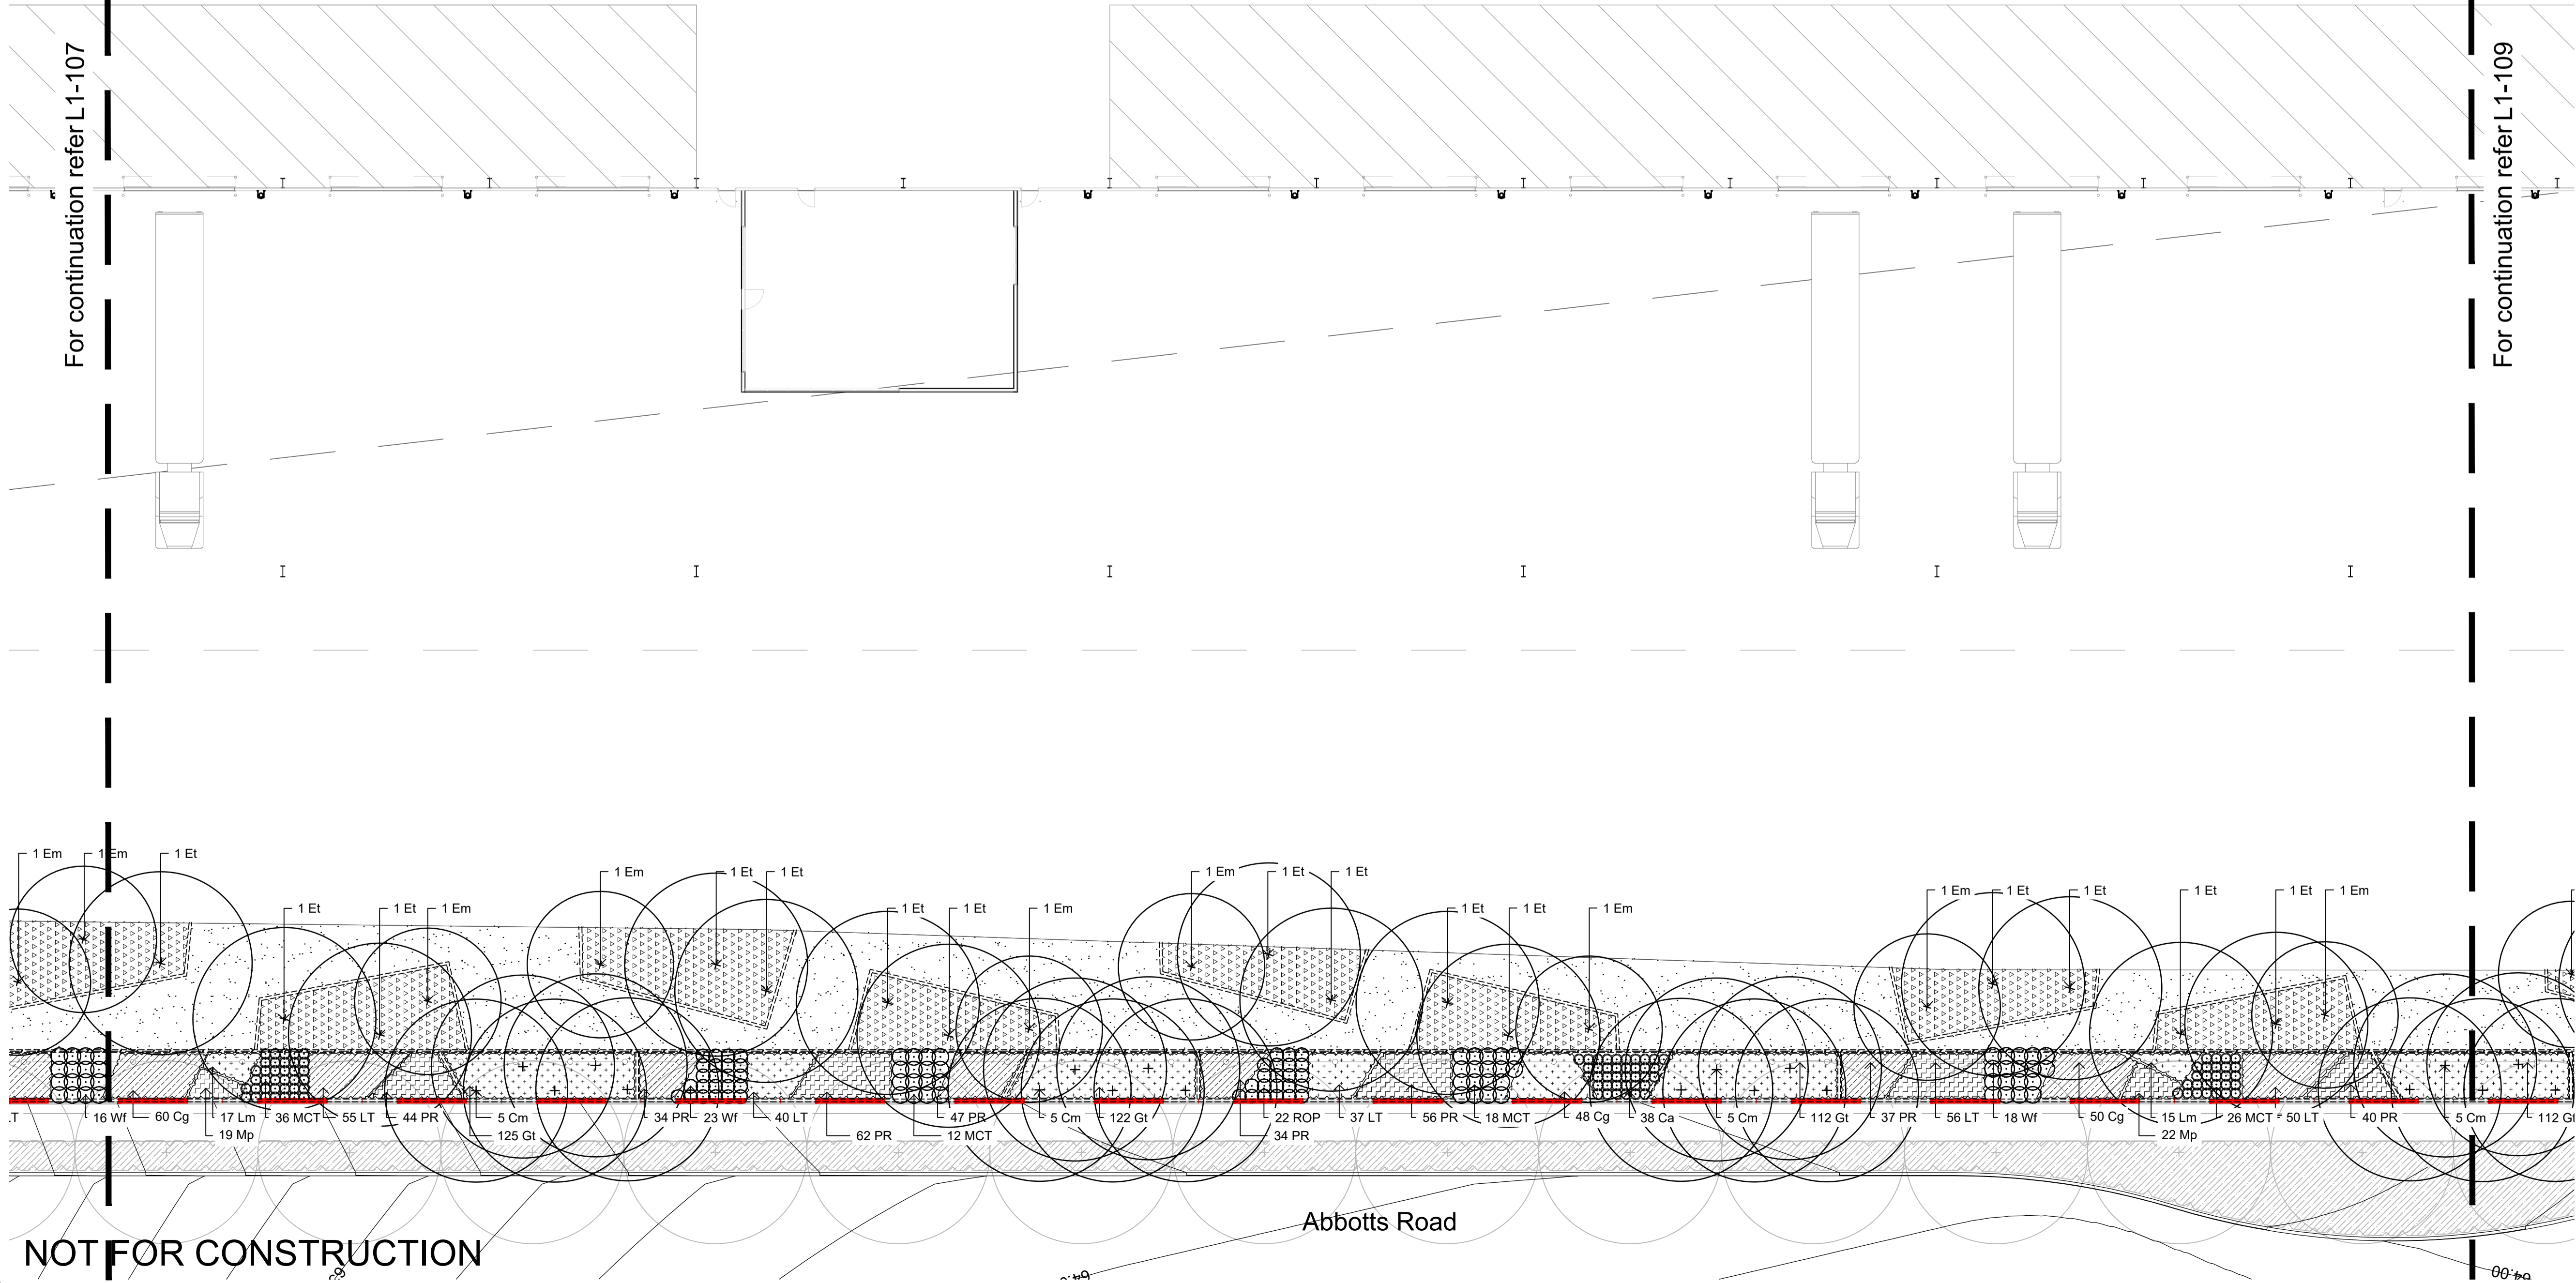 For continuation refer L1-107
For continuation refer L1-109
1 Em
1 Em
1 Et
1 Et
1 Et
1 Em
1 Em
1 Et
1 Et
1 Et
1 Et
1 Em
1 Em
1 Et
1 Et
1 Et
1 Et
1 Em
1 Em
1 Et
1 Et
1 Et
1 Et
1 Em
LT
16 Wf
60 Cg
17 Lm
36 MCT
55 LT
44 PR
5 Cm
34 PR
23 Wf
40 LT
47 PR
5 Cm
122 Gt
22 ROP
37 LT
56 PR
18 MCT
48 Cg
38 Ca
5 Cm
112 Gt
37 PR
56 LT
18 Wf
50 Cg
15 Lm
26 MCT
50 LT
40 PR
5 Cm
112 Gt
19 Mp
125 Gt
62 PR
12 MCT
34 PR
22 Mp
Abbotts Road
NOT FOR CONSTRUCTION
64.00